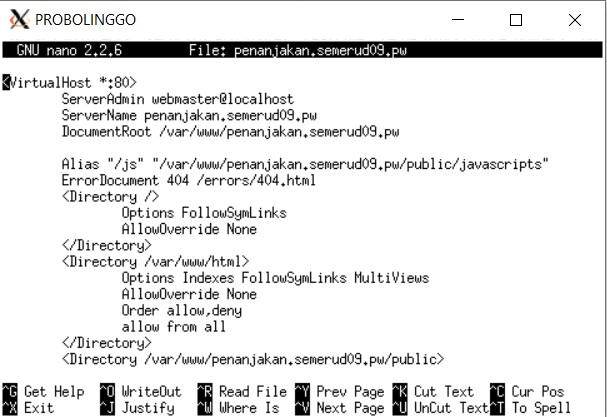 PROBOLINGGO
GNU nano 2.2.6 File: penanjakan.semerud09.pw
<VirtualHost *:80>
ServerAdmin webmaster@localhost
ServerName penanjakan.semerud09.pw
DocumentRoot /var/www/penanjakan.semerud09.pw
Alias "/js" "/var/www/penanjakan.semerud09.pw/public/javascripts"
ErrorDocument 404 /errors/404.html
<Directory />
Options FollowSymLinks
AllowOverride None
</Directory>
<Directory /var/www/html>
Options Indexes FollowSymLinks MultiViews
AllowOverride None
Order allow,deny
allow from all
</Directory>
<Directory /var/www/penanjakan.semerud09.pw/public>
^G Get Help ^O WriteOut ^R Read File ^Y Prev Page ^K Cut Text ^C Cur Pos
^X Exit ^J Justify ^W Where Is ^V Next Page ^U UnCut Text ^T To Spell